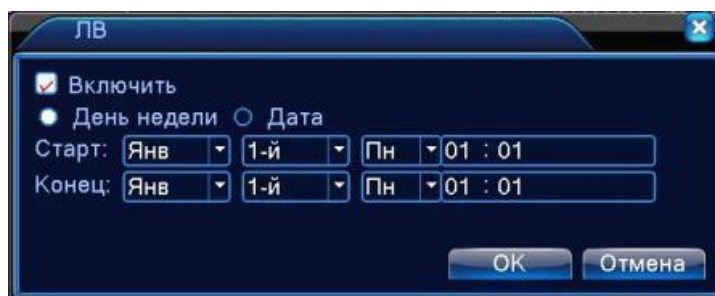 ЛВ
Включить
День недели Дата
Старт: Янв 1-й Пн 01 : 01
Конец: Янв 1-й Пн 01 : 01
OK Отмена